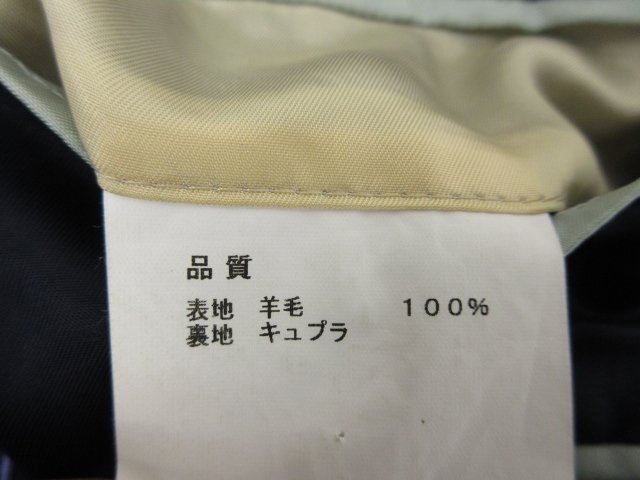 品質
表地 羊毛 100%
裏地 キュプラ